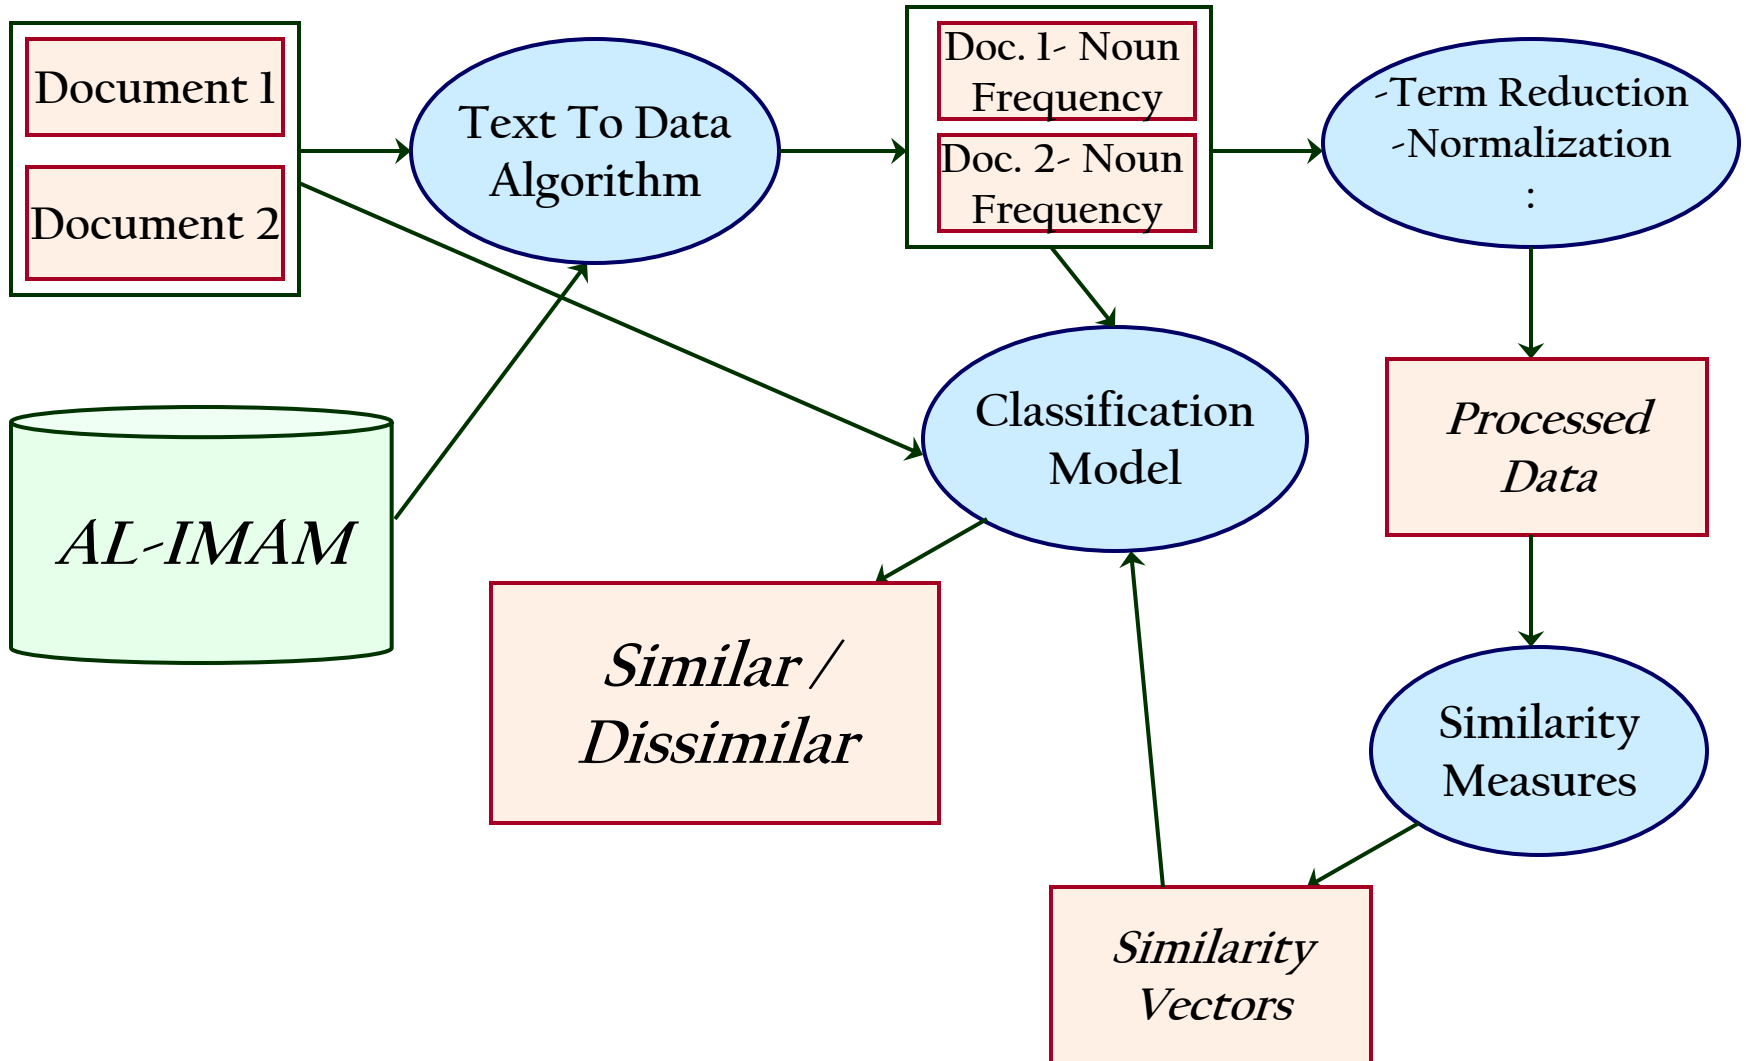 Document 1
Document 2
Text To Data
Algorithm
Doc. 1- Noun
Frequency
Doc. 2- Noun
Frequency
-Term Reduction
-Normalization
:
AL-IMAM
Classification
Model
Processed
Data
Similar /
Dissimilar
Similarity
Measures
Similarity
Vectors